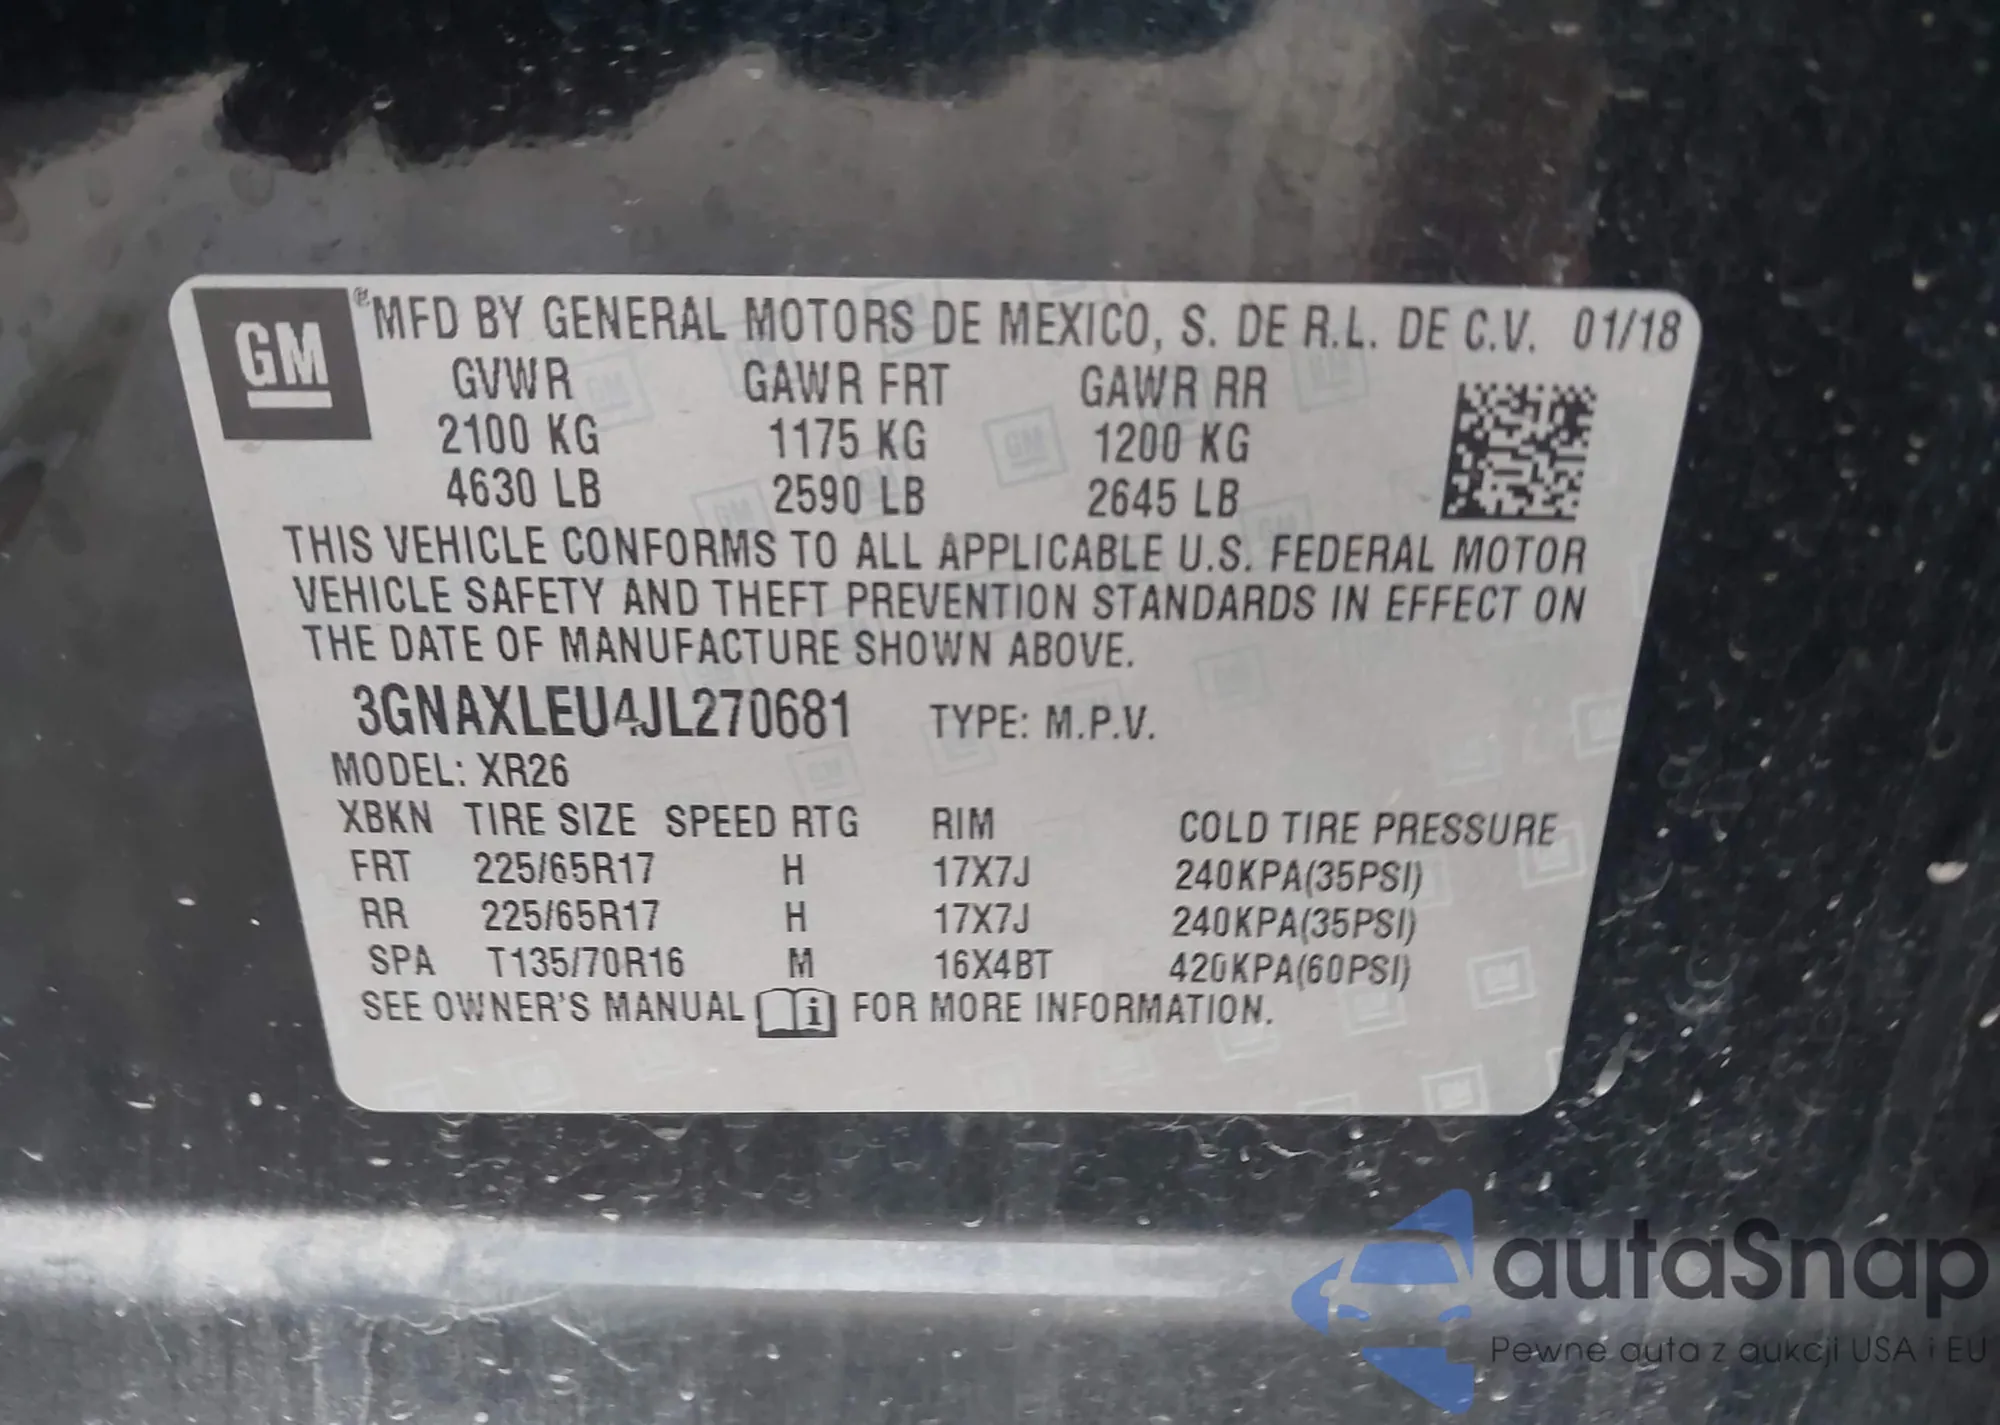 GM
®MFD BY GENERAL MOTORS DE MEXICO, S. DE R.L. DE C.V. 01/18
GVWR GAWR FRT GAWR RR
2100 KG 1175 KG 1200 KG
4630 LB 2590 LB 2645 LB
THIS VEHICLE CONFORMS TO ALL APPLICABLE U.S. FEDERAL MOTOR
VEHICLE SAFETY AND THEFT PREVENTION STANDARDS IN EFFECT ON
THE DATE OF MANUFACTURE SHOWN ABOVE.
3GNAXLEU4JL270681 TYPE: M.P.V.
MODEL: XR26
XBKN TIRE SIZE SPEED RTG RIM COLD TIRE PRESSURE
FRT 225/65R17 H 17X7J 240KPA(35PSI)
RR 225/65R17 H 17X7J 240KPA(35PSI)
SPA T135/70R16 M 16X4BT 420KPA(60PSI)
SEE OWNER'S MANUAL i FOR MORE INFORMATION.
autaSnap
Pewne auta z aukcji USA i EU